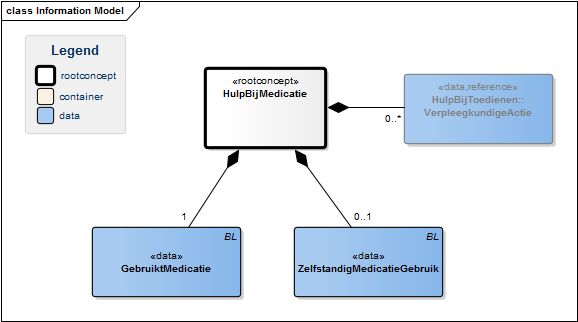 class Information Model
Legend
rootconcept
container
data
«rootconcept»
HulpBijMedicatie
«data,reference»
HulpBijToedienen::
VerpleegkundigeActie
0..*
1
0..1
BL
«data»
GebruiktMedicatie
BL
«data»
ZelfstandigMedicatieGebruik